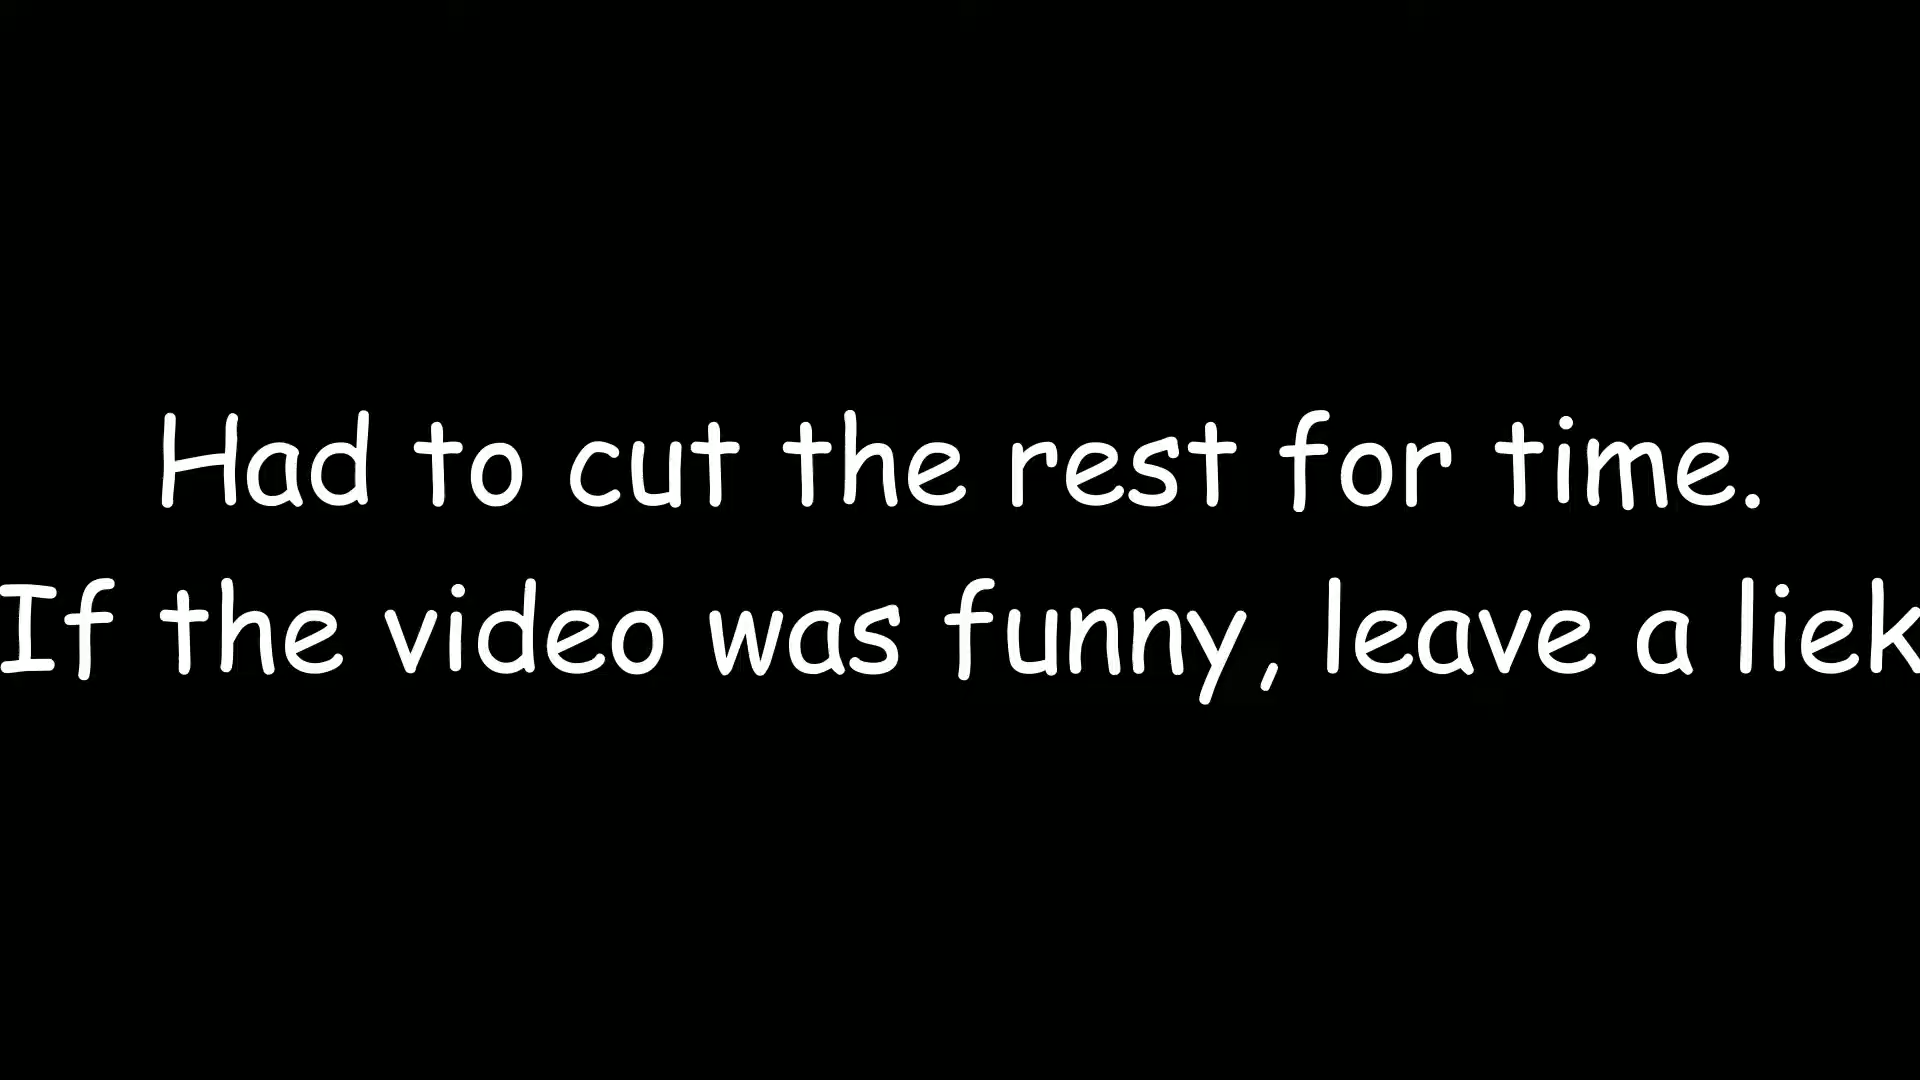 Had to cut the rest for time.
If the video was funny, leave a liek